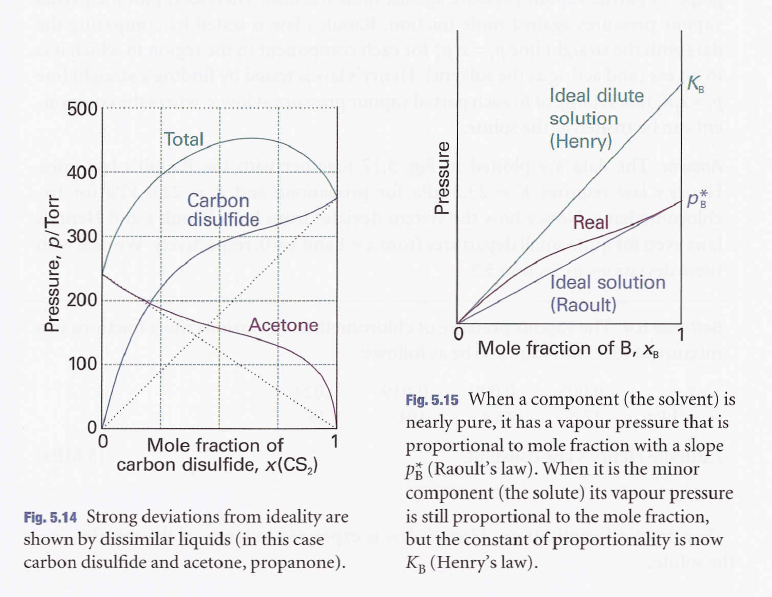 500
400
300
200
100
0
Pressure, p/Torr
Total
Carbon
disulfide
Acetone
0
1
Mole fraction of
carbon disulfide, x(CS₂)
Fig. 5.14 Strong deviations from ideality are
shown by dissimilar liquids (in this case
carbon disulfide and acetone, propanone).
Pressure
Ideal dilute
solution
(Henry)
K_B
p*_B
Real
Ideal solution
(Raoult)
0
1
Mole fraction of B, x_B
Fig. 5.15 When a component (the solvent) is
nearly pure, it has a vapour pressure that is
proportional to mole fraction with a slope
p*_B (Raoult's law). When it is the minor
component (the solute) its vapour pressure
is still proportional to the mole fraction,
but the constant of proportionality is now
K_B (Henry's law).